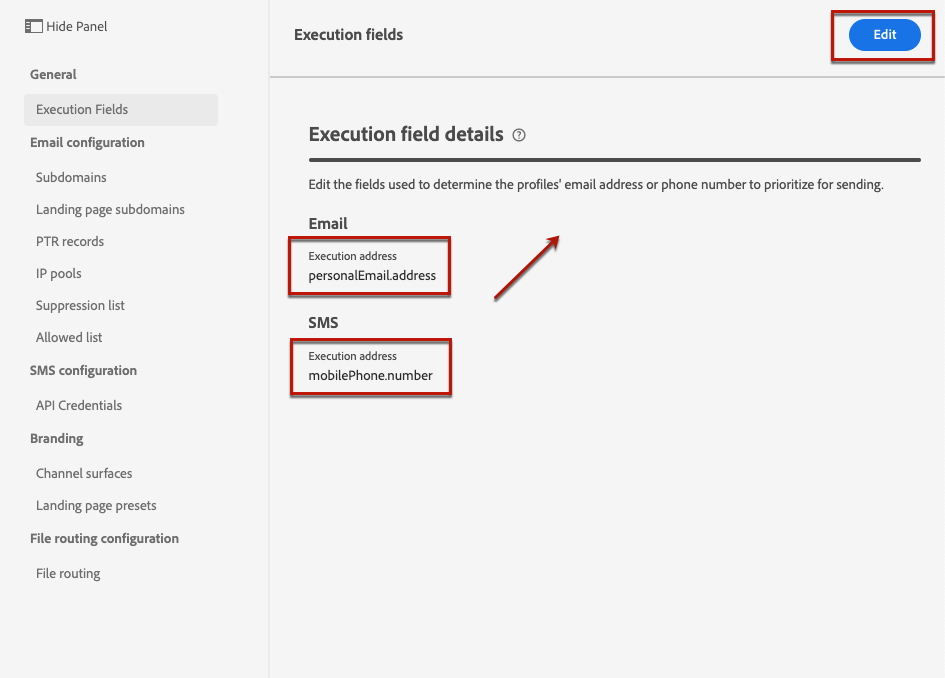 Hide Panel
General
Execution Fields
Email configuration
Subdomains
Landing page subdomains
PTR records
IP pools
Suppression list
Allowed list
SMS configuration
API Credentials
Branding
Channel surfaces
Landing page presets
File routing configuration
File routing
Execution fields
Edit
Execution field details ?
Edit the fields used to determine the profiles' email address or phone number to prioritize for sending.
Email
Execution address
personalEmail.address
SMS
Execution address
mobilePhone.number